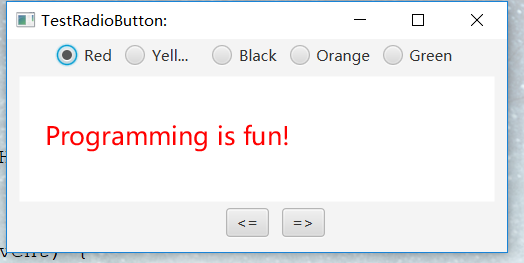 TestRadioButton:
Red Yell... Black Orange Green
Programming is fun!
<= =>